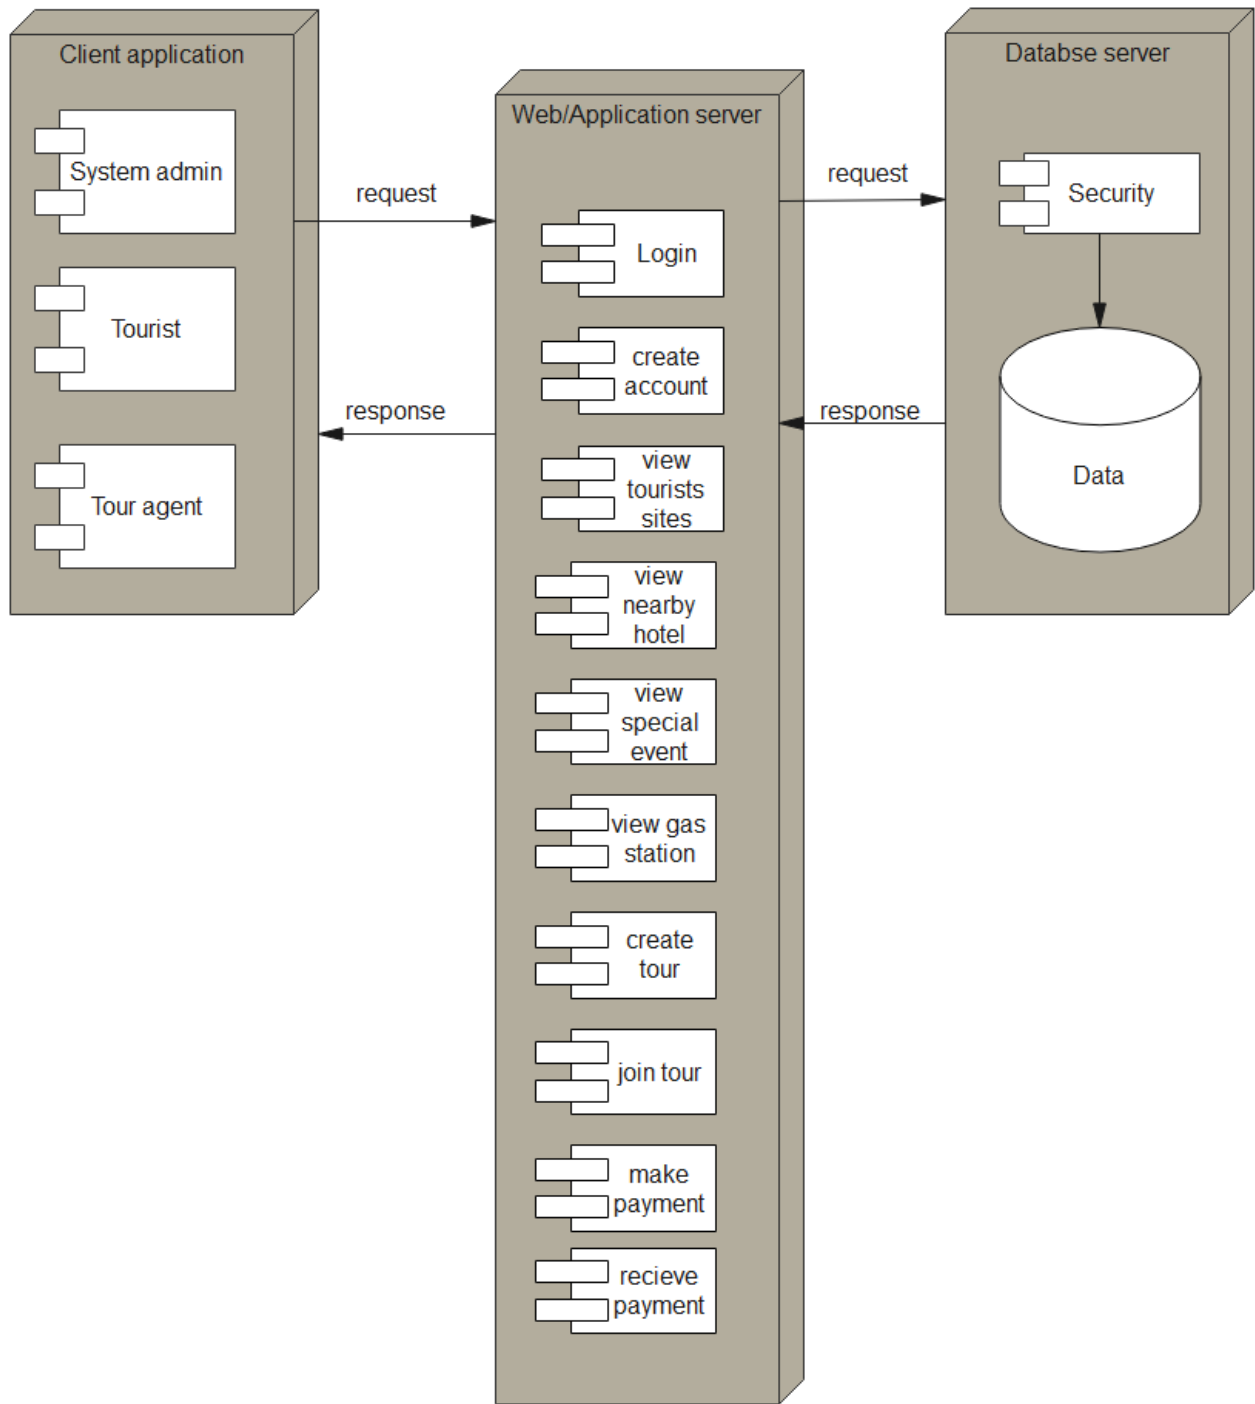 Client application
System admin
Tourist
Tour agent
request
response
Web/Application server
Login
create
account
view
tourists
sites
view
nearby
hotel
view
special
event
view gas
station
create
tour
join tour
make
payment
recieve
payment
request
response
Databse server
Security
Data